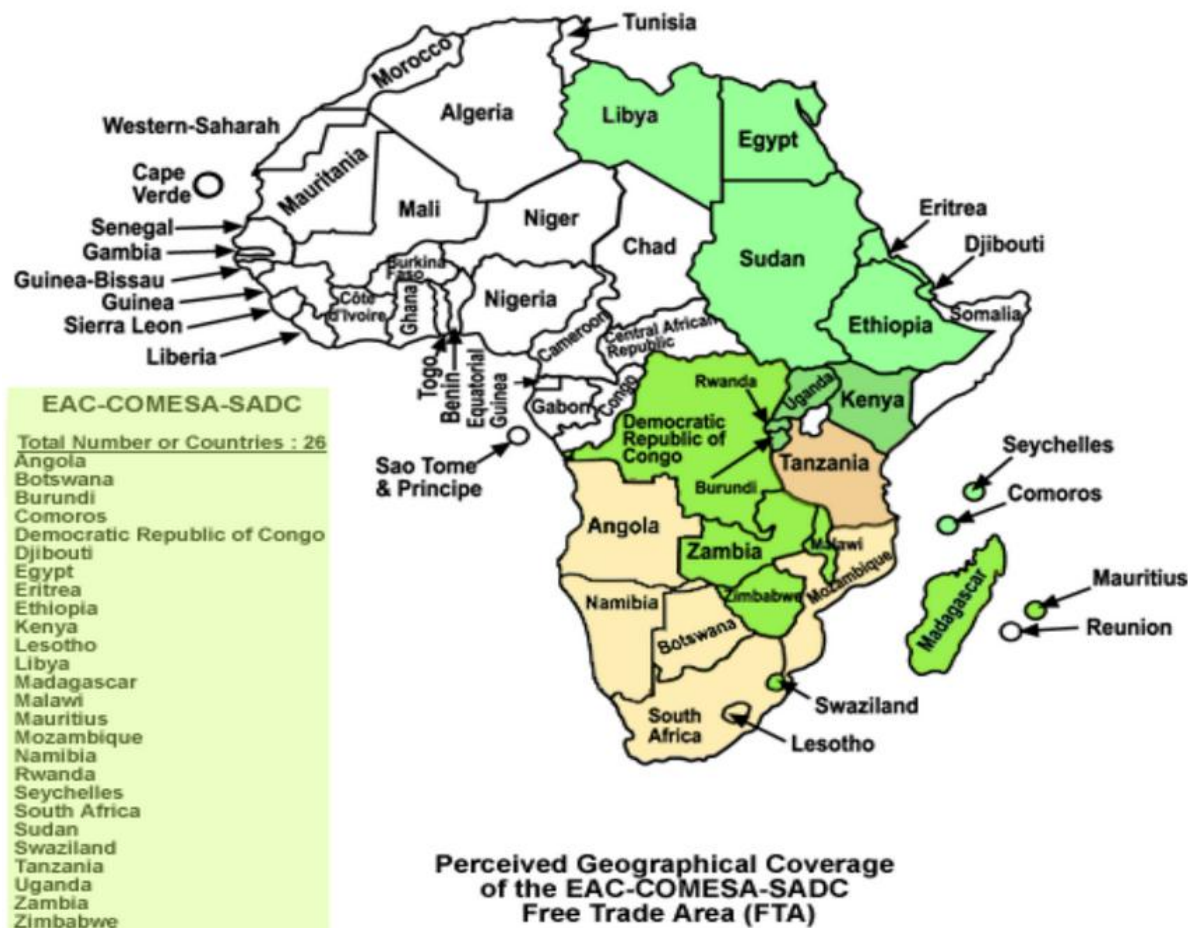 Tunisia
Morocco
Algeria
Libya
Egypt
Western-Saharah
Cape
Verde
Mauritania
Mali
Niger
Chad
Sudan
Eritrea
Djibouti
Senegal
Gambia
Guinea-Bissau
Guinea
Sierra Leon
Liberia
Burkina
Faso
Côte
d'Ivoire
Ghana
Togo
Benin
Nigeria
Cameroon
Central African
Republic
Ethiopia
Somalia
Equatorial
Guinea
Gabon
Congo
Sao Tome
& Principe
Rwanda
Uganda
Kenya
Democratic
Republic of
Congo
Burundi
Tanzania
Seychelles
Comoros
Angola
Zambia
Malawi
Mozambique
Namibia
Zimbabwe
Botswana
Madagascar
Mauritius
Reunion
Swaziland
South
Africa
Lesotho
EAC-COMESA-SADC
Total Number or Countries : 26
Angola
Botswana
Burundi
Comoros
Democratic Republic of Congo
Djibouti
Egypt
Eritrea
Ethiopia
Kenya
Lesotho
Libya
Madagascar
Malawi
Mauritius
Mozambique
Namibia
Rwanda
Seychelles
South Africa
Sudan
Swaziland
Tanzania
Uganda
Zambia
Zimbabwe
Perceived Geographical Coverage
of the EAC-COMESA-SADC
Free Trade Area (FTA)